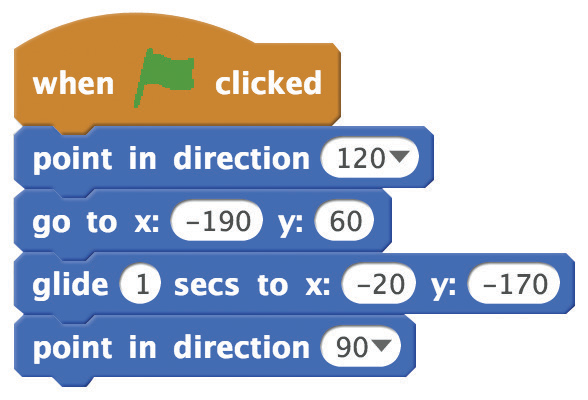 when clicked
point in direction 120
go to x: -190 y: 60
glide 1 secs to x: -20 y: -170
point in direction 90